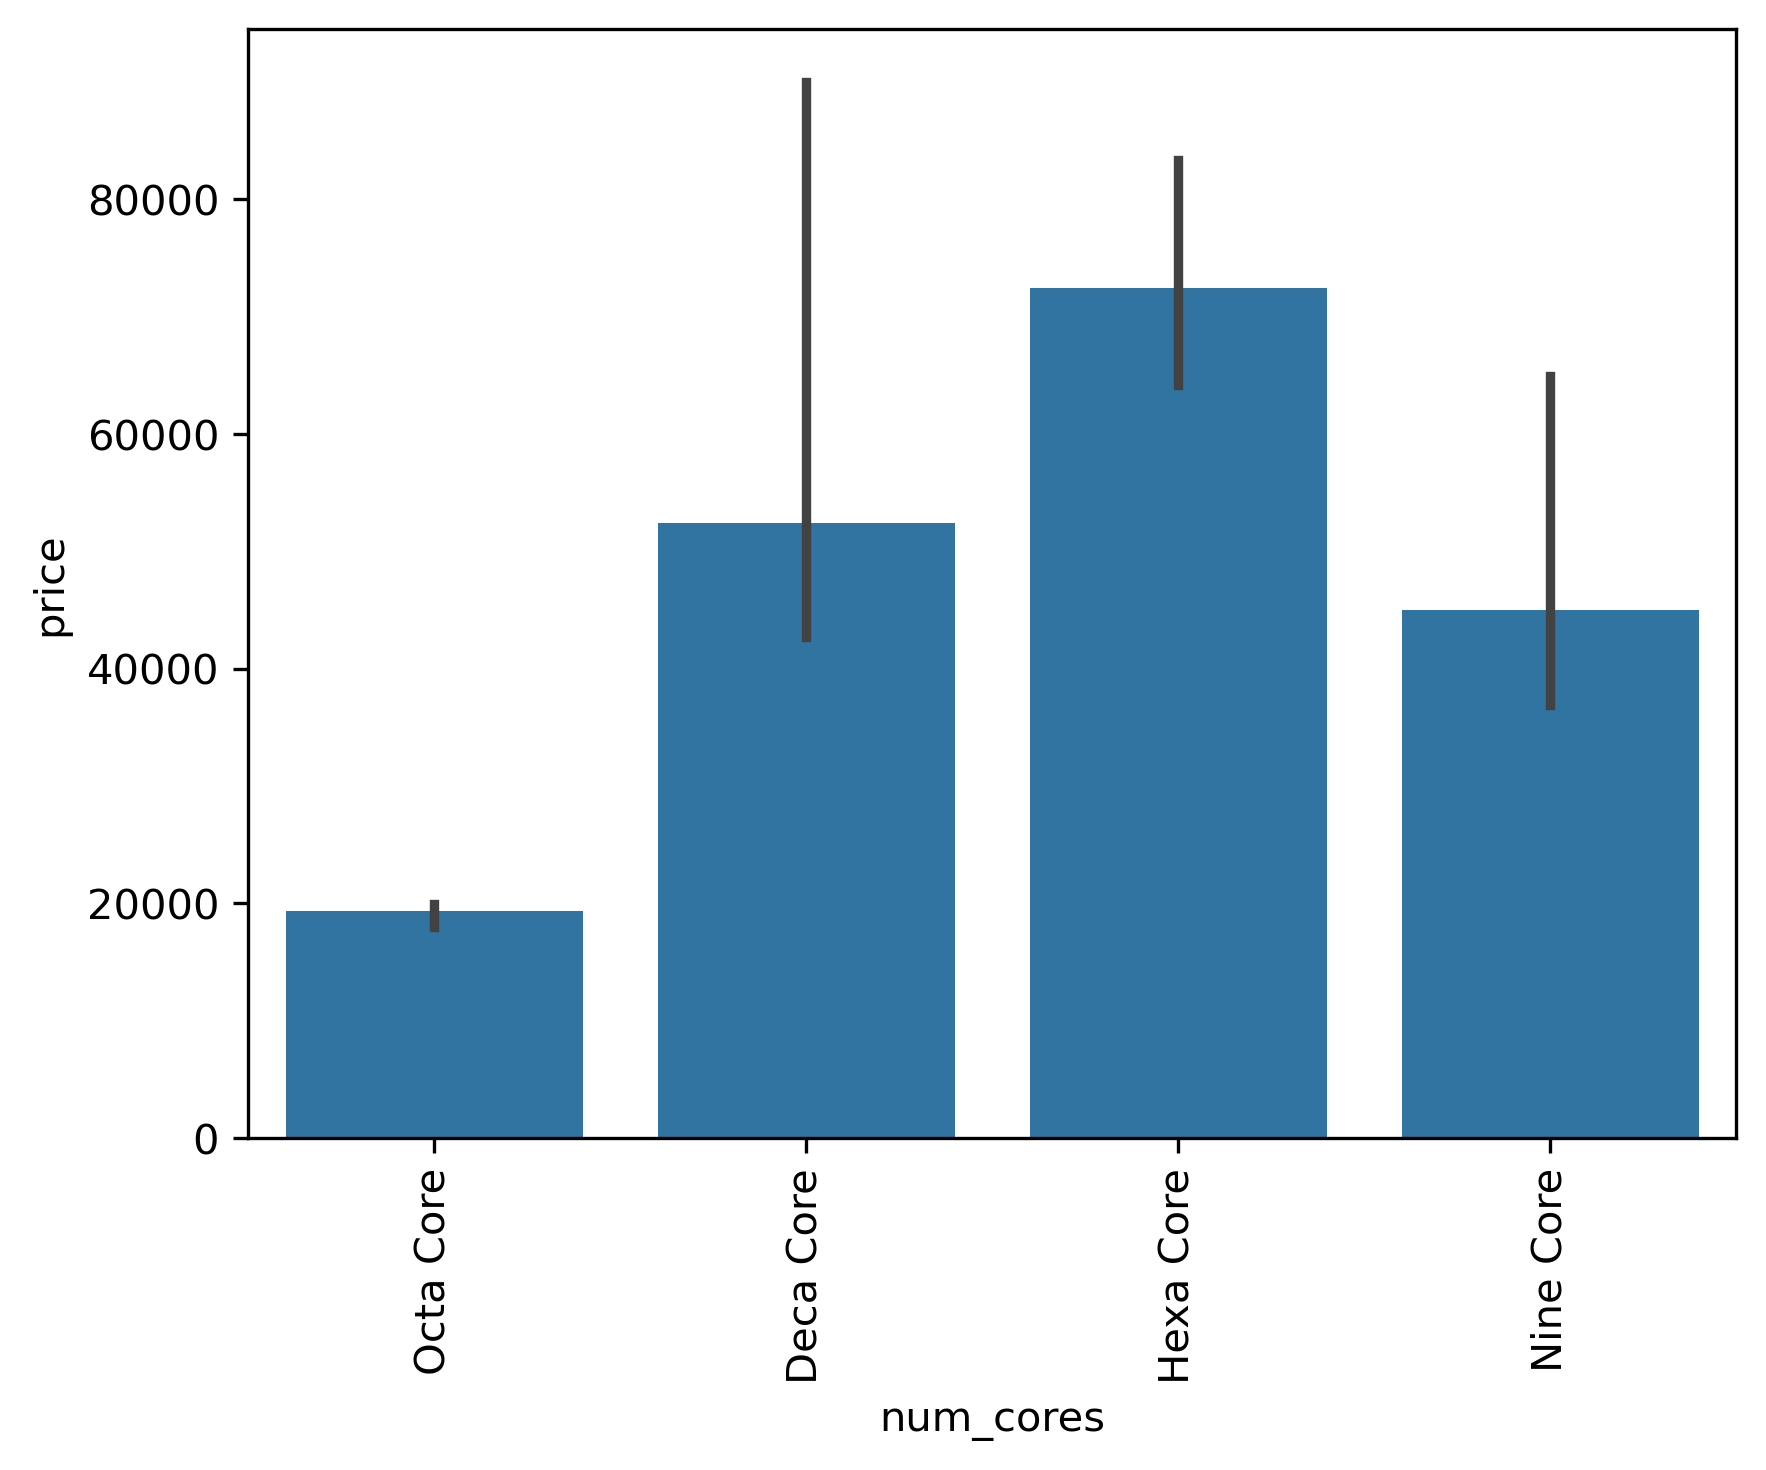 80000
60000
40000
20000
0
price
Octa Core
Deca Core
Hexa Core
Nine Core
num_cores